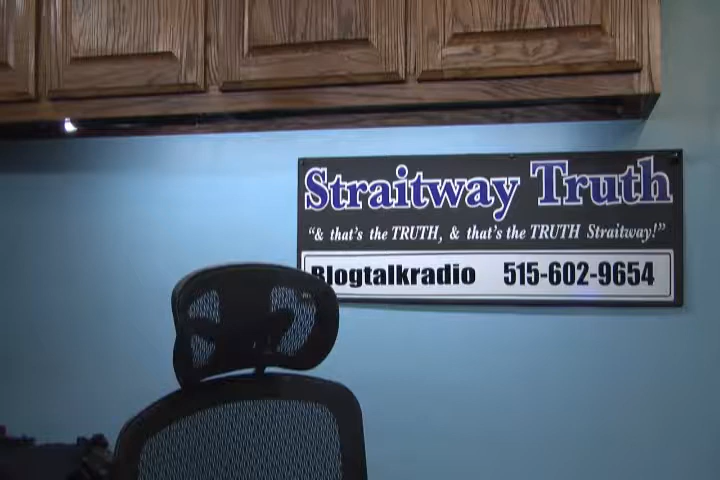 Straitway Truth
"& that's the TRUTH, & that's the TRUTH Straitway!"
Blogtalkradio 515-602-9654